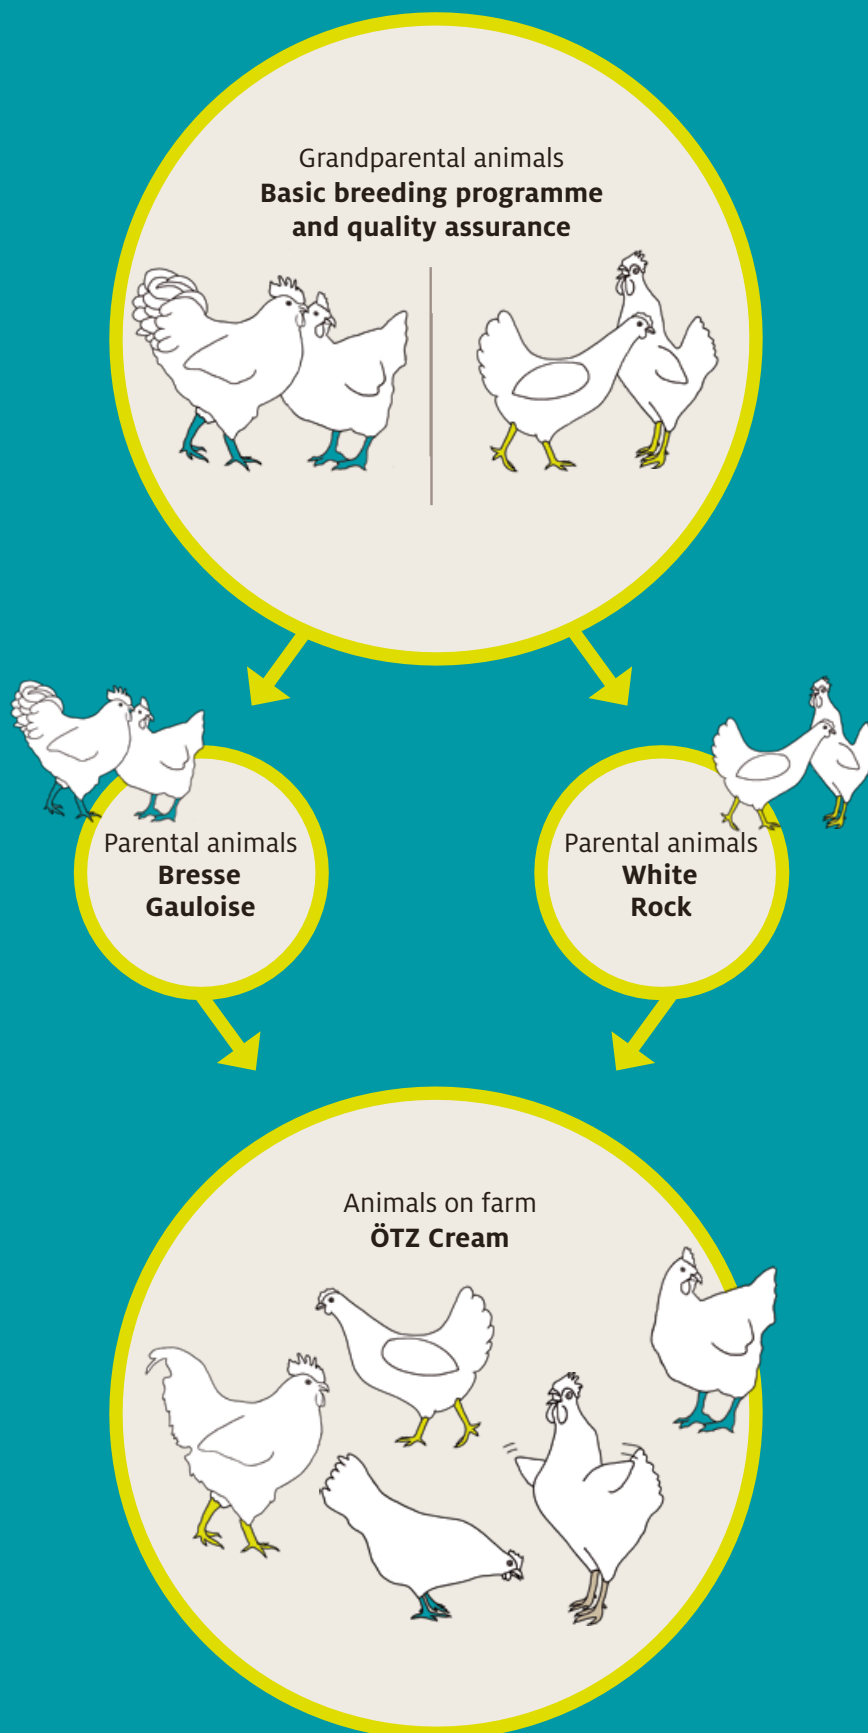 Grandparental animals
Basic breeding programme
and quality assurance
Parental animals
Bresse
Gauloise
Parental animals
White
Rock
Animals on farm
ÖTZ Cream